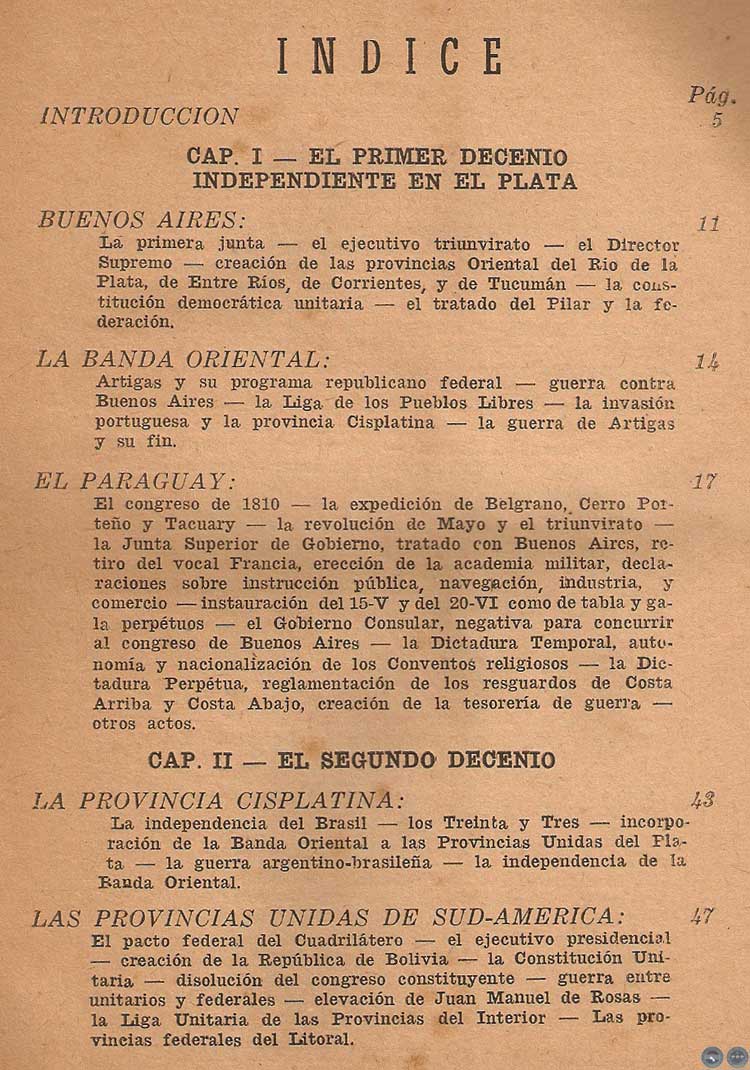 INDICE
Pág.
INTRODUCCION 5
CAP. I — EL PRIMER DECENIO
INDEPENDIENTE EN EL PLATA
BUENOS AIRES: 11
La primera junta — el ejecutivo triunvirato — el Director
Supremo — creación de las provincias Oriental del Rio de la
Plata, de Entre Ríos, de Corrientes, y de Tucumán — la cons-
titución democrática unitaria — el tratado del Pilar y la fe-
deración.
LA BANDA ORIENTAL: 14
Artigas y su programa republicano federal — guerra contra
Buenos Aires — la Liga de los Pueblos Libres — la invasión
portuguesa y la provincia Cisplatina — la guerra de Artigas
y su fin.
EL PARAGUAY: 17
El congreso de 1810 — la expedición de Belgrano, Cerro Por-
teño y Tacuary — la revolución de Mayo y el triunvirato —
la Junta Superior de Gobierno, tratado con Buenos Aires, re-
tiro del vocal Francia, erección de la academia militar, decla-
raciones sobre instrucción pública, navegación, industria, y
comercio — instauración del 15-V y del 20-VI como de tabla y ga-
la perpétuos — el Gobierno Consular, negativa para concurrir
al congreso de Buenos Aires — la Dictadura Temporal, auto-
nomía y nacionalización de los Conventos religiosos — la Dic-
tadura Perpétua, reglamentación de los resguardos de Costa
Arriba y Costa Abajo, creación de la tesorería de guerra —
otros actos.
CAP. II — EL SEGUNDO DECENIO
LA PROVINCIA CISPLATINA: 43
La independencia del Brasil — los Treinta y Tres — incorpo-
ración de la Banda Oriental a las Provincias Unidas del Pla-
ta — la guerra argentino-brasileña — la independencia de la
Banda Oriental.
LAS PROVINCIAS UNIDAS DE SUD-AMERICA: 47
El pacto federal del Cuadrilátero — el ejecutivo presidencial
— creación de la República de Bolivia — la Constitución Uni-
taria — disolución del congreso constituyente — guerra entre
unitarios y federales — elevación de Juan Manuel de Rosas —
la Liga Unitaria de las Provincias del Interior — Las pro-
vincias federales del Litoral.